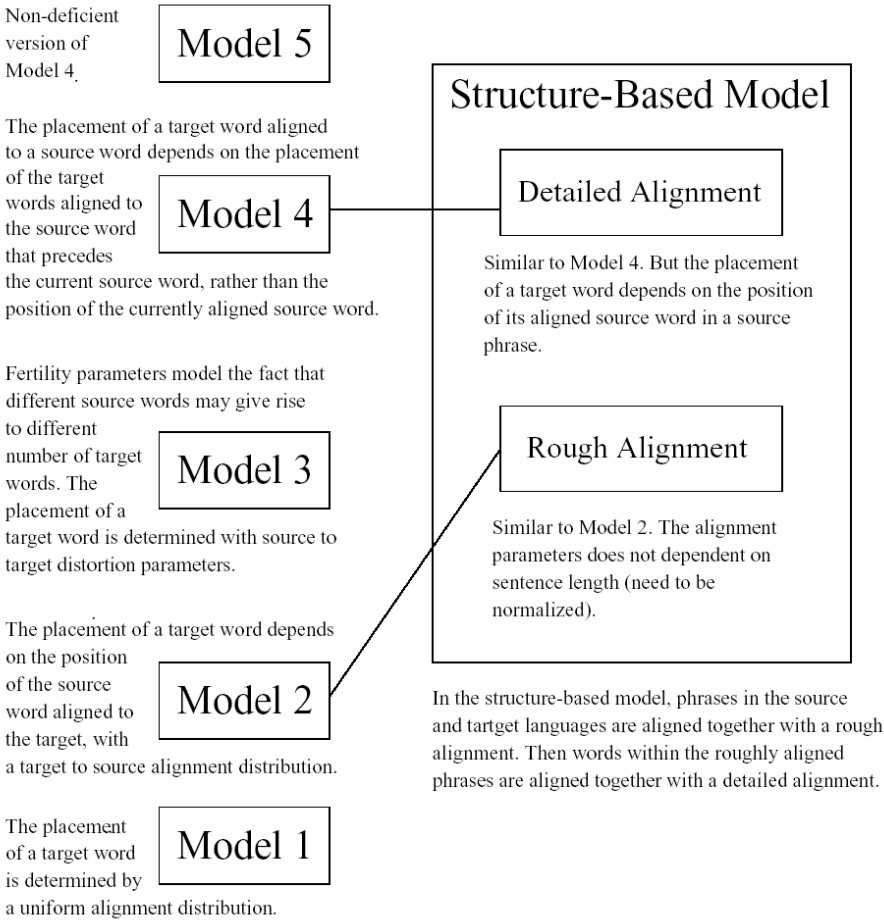 Non-deficient
version of
Model 4.
Model 5
The placement of a target word aligned
to a source word depends on the placement
of the target
words aligned to
the source word
that precedes
the current source word, rather than the
position of the currently aligned source word.
Model 4
Fertility parameters model the fact that
different source words may give rise
to different
number of target
words. The
placement of a
target word is determined with source to
target distortion parameters.
Model 3
The placement of a target word depends
on the position
of the source
word aligned to
the target, with
a target to source alignment distribution.
Model 2
The placement
of a target word
is determined by
a uniform alignment distribution.
Model 1
Structure-Based Model
Detailed Alignment
Similar to Model 4. But the placement
of a target word depends on the position
of its aligned source word in a source
phrase.
Rough Alignment
Similar to Model 2. The alignment
parameters does not dependent on
sentence length (need to be
normalized).
In the structure-based model, phrases in the source
and tartget languages are aligned together with a rough
alignment. Then words within the roughly aligned
phrases are aligned together with a detailed alignment.